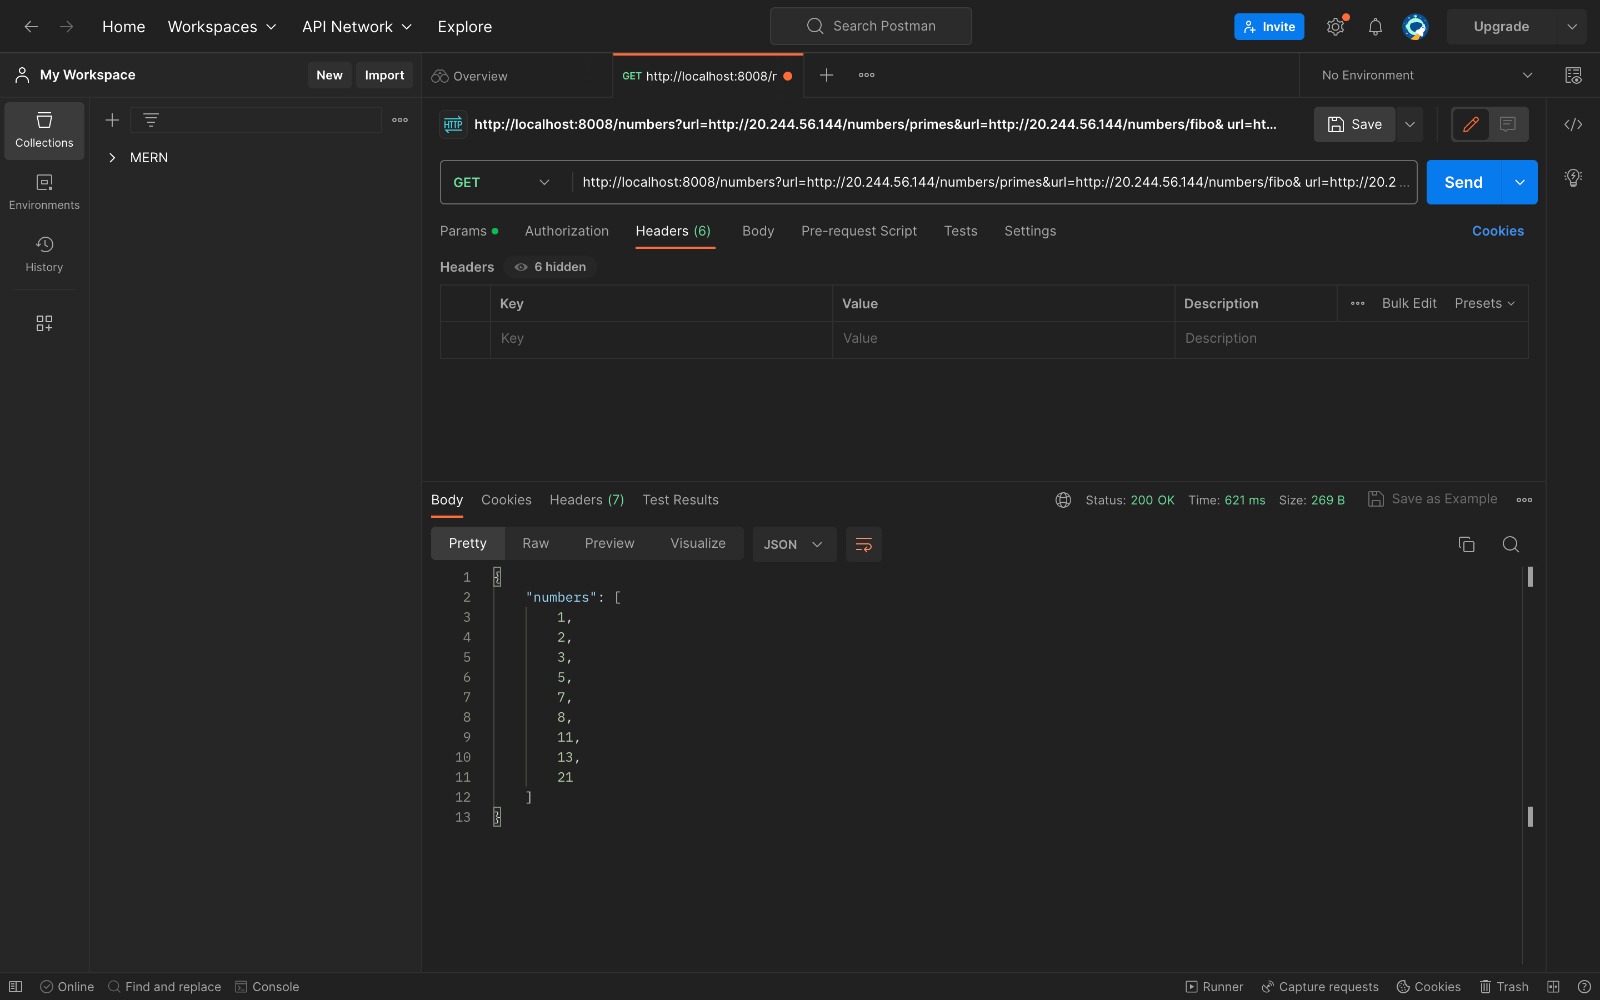 Home Workspaces API Network Explore Search Postman Invite Upgrade
My Workspace New Import Overview GET http://localhost:8008/r No Environment
Collections
Environments
History
MERN
HTTP http://localhost:8008/numbers?url=http://20.244.56.144/numbers/primes&url=http://20.244.56.144/numbers/fibo& url=ht... Save
GET http://localhost:8008/numbers?url=http://20.244.56.144/numbers/primes&url=http://20.244.56.144/numbers/fibo& url=http://20.2 ... Send
Params Authorization Headers (6) Body Pre-request Script Tests Settings Cookies
Headers 6 hidden
Key Value Description Bulk Edit Presets
Key Value Description
Body Cookies Headers (7) Test Results Status: 200 OK Time: 621 ms Size: 269 B Save as Example
Pretty Raw Preview Visualize JSON
1 {
2 "numbers": [
3 1,
4 2,
5 3,
6 5,
7 7,
8 8,
9 11,
10 13,
11 21
12 ]
13 }
Online Find and replace Console Runner Capture requests Cookies Trash